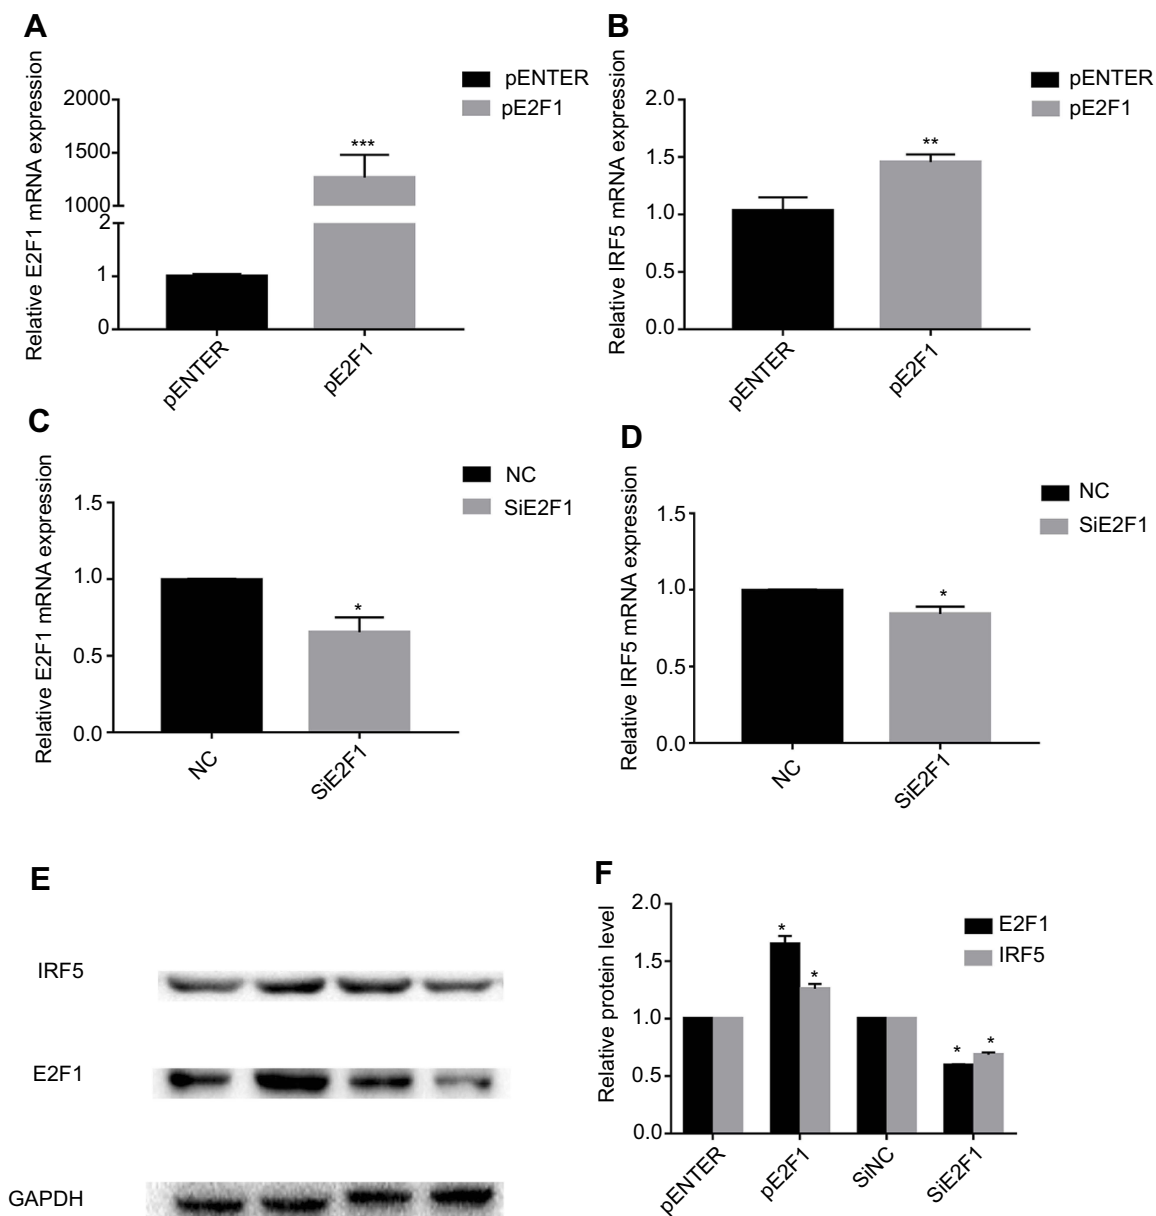 A
Relative E2F1 mRNA expression
2000
1500
1000
2
1
0
***
pENTER
pE2F1
pENTER
pE2F1
B
Relative IRF5 mRNA expression
2.0
1.5
1.0
0.5
0.0
**
pENTER
pE2F1
pENTER
pE2F1
C
Relative E2F1 mRNA expression
1.5
1.0
0.5
0.0
*
NC
SiE2F1
NC
SiE2F1
D
Relative IRF5 mRNA expression
1.5
1.0
0.5
0.0
*
NC
SiE2F1
NC
SiE2F1
E
IRF5
E2F1
GAPDH
F
Relative protein level
2.0
1.5
1.0
0.5
0.0
*
*
*
*
E2F1
IRF5
pENTER
pE2F1
SiNC
SiE2F1